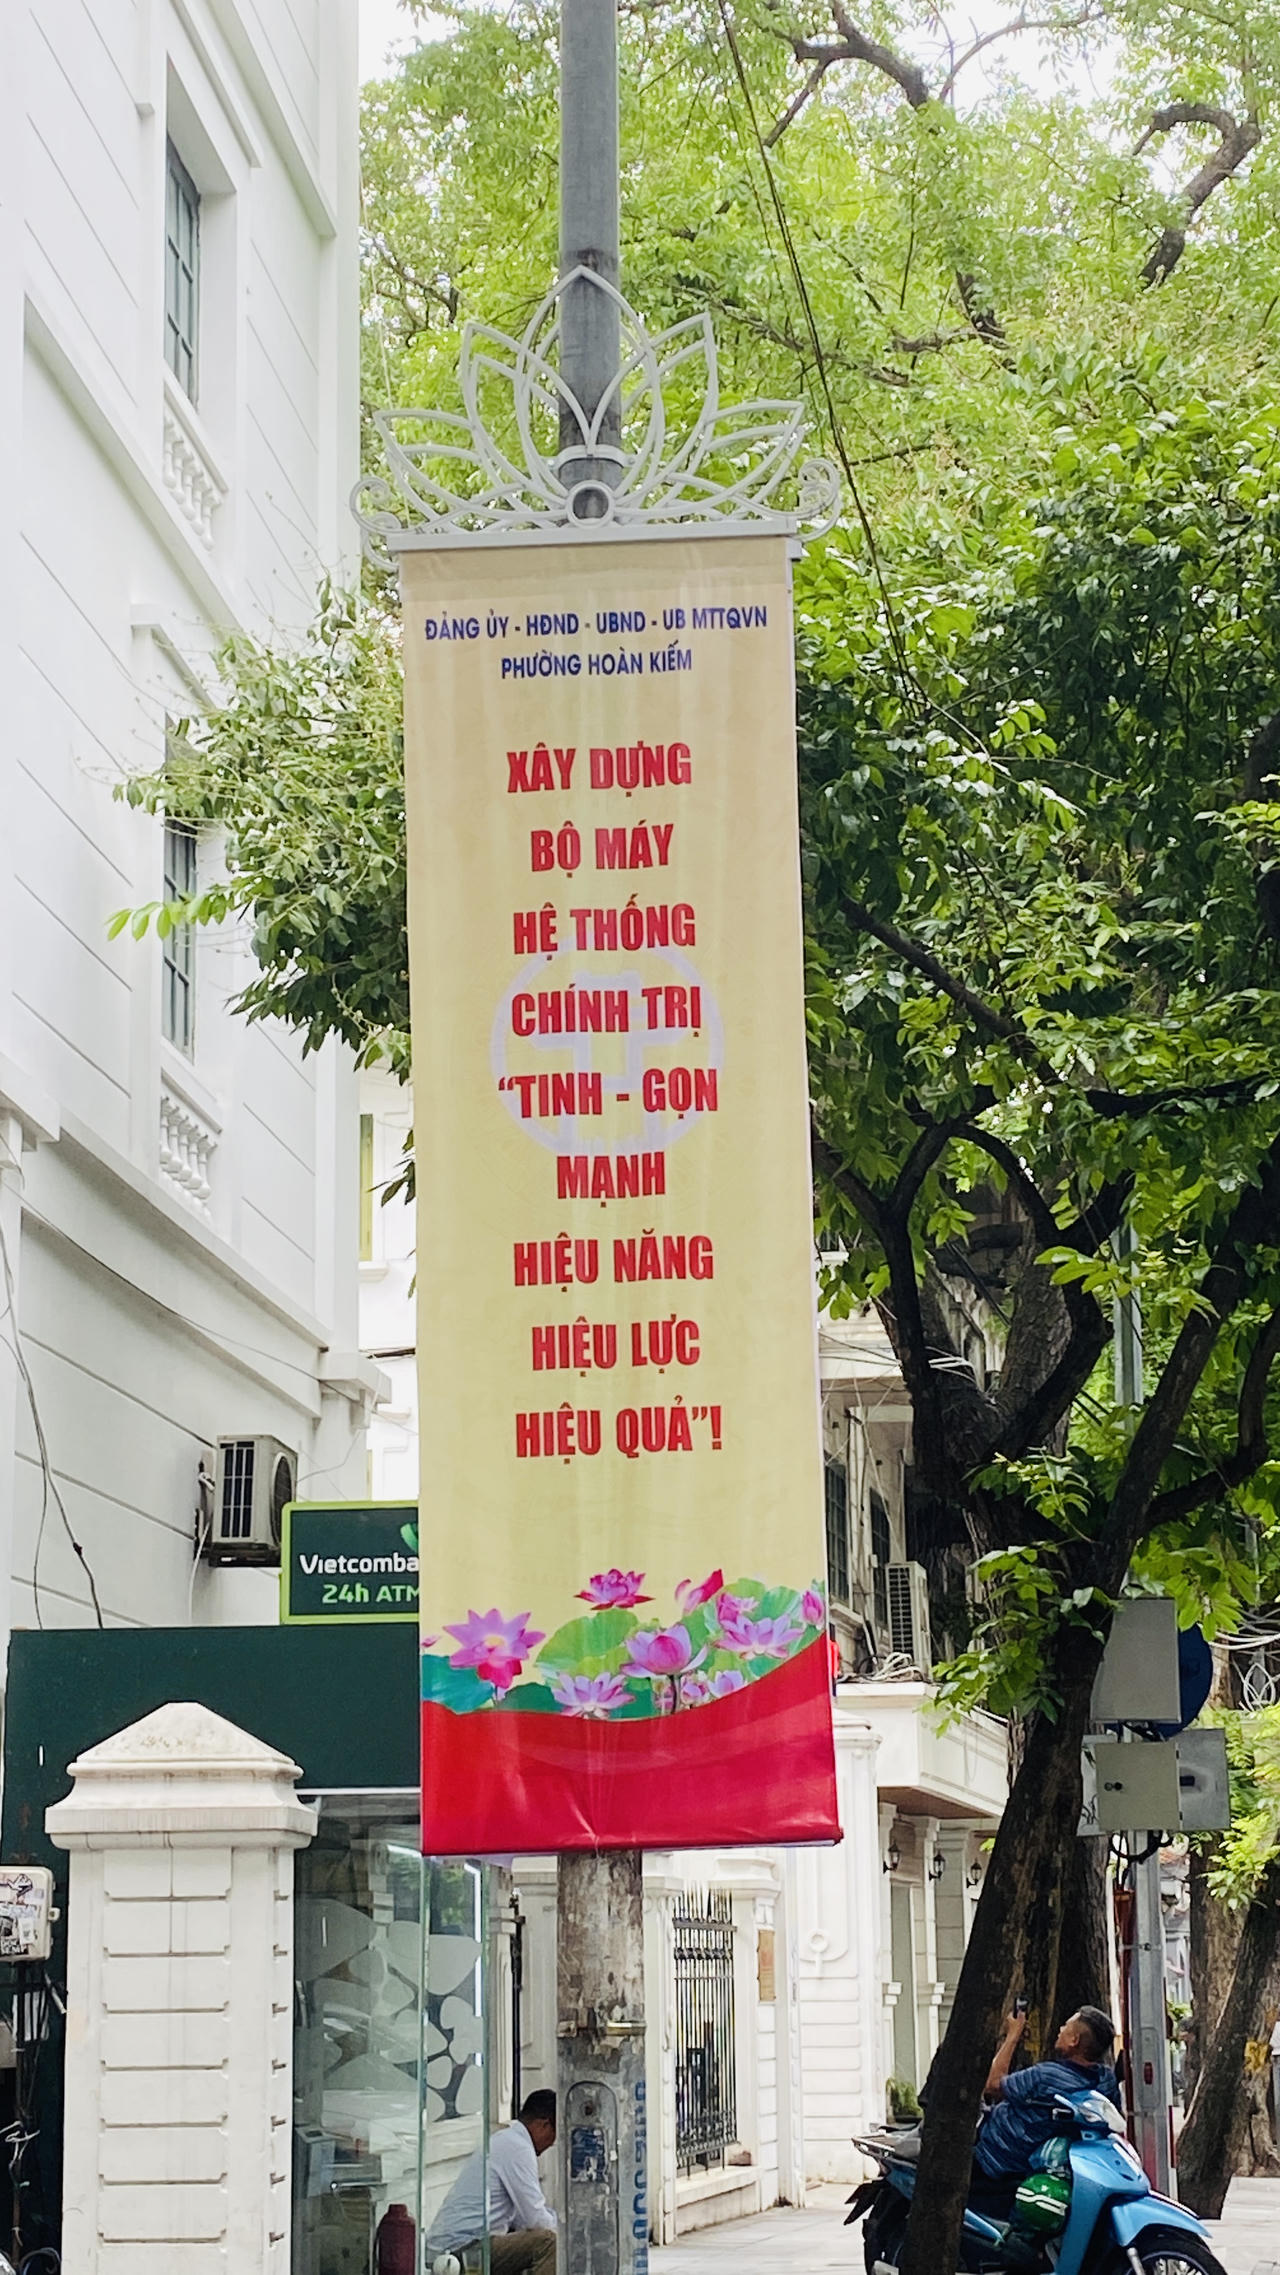 ĐẢNG ỦY - HĐND - UBND - UB MTTQVN
PHƯỜNG HOÀN KIẾM
XÂY DỰNG
BỘ MÁY
HỆ THỐNG
CHÍNH TRỊ
“TINH - GỌN
MẠNH
HIỆU NĂNG
HIỆU LỰC
HIỆU QUẢ”!
Vietcomba
24h ATM